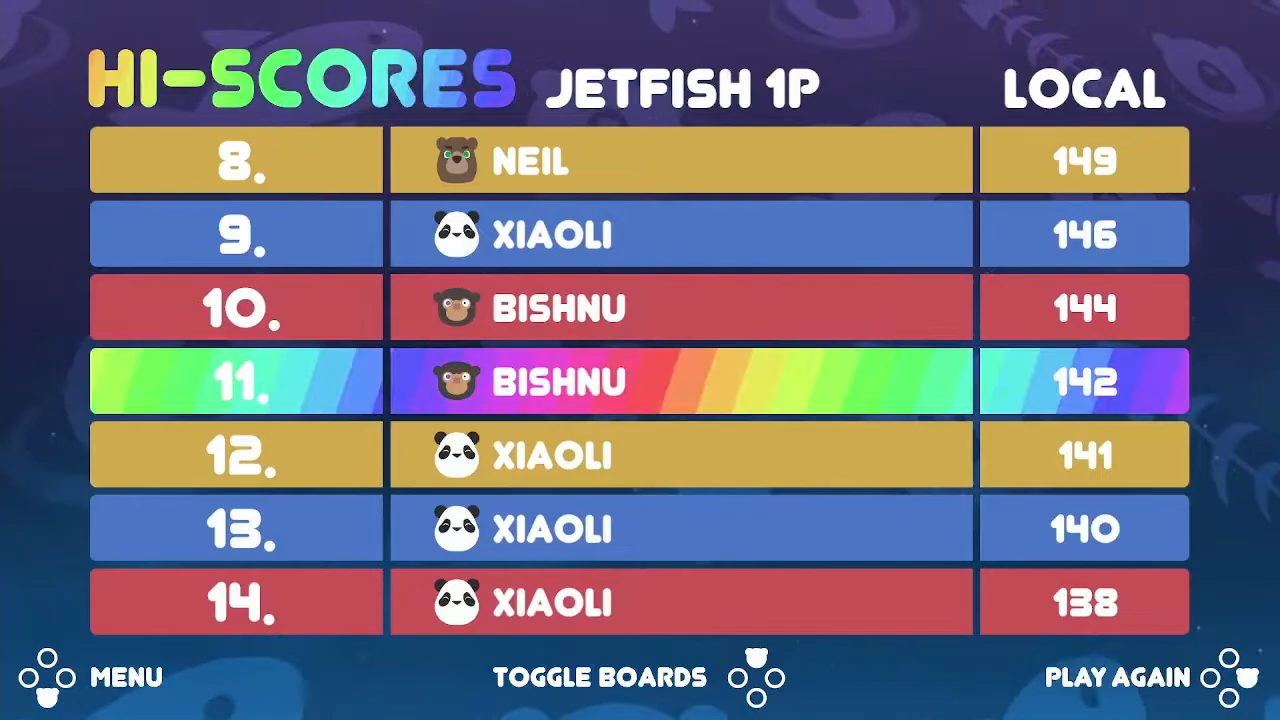 HI-SCORES JETFISH 1P LOCAL
8. NEIL 149
9. XIAOLI 146
10. BISHNU 144
11. BISHNU 142
12. XIAOLI 141
13. XIAOLI 140
14. XIAOLI 138
MENU TOGGLE BOARDS PLAY AGAIN